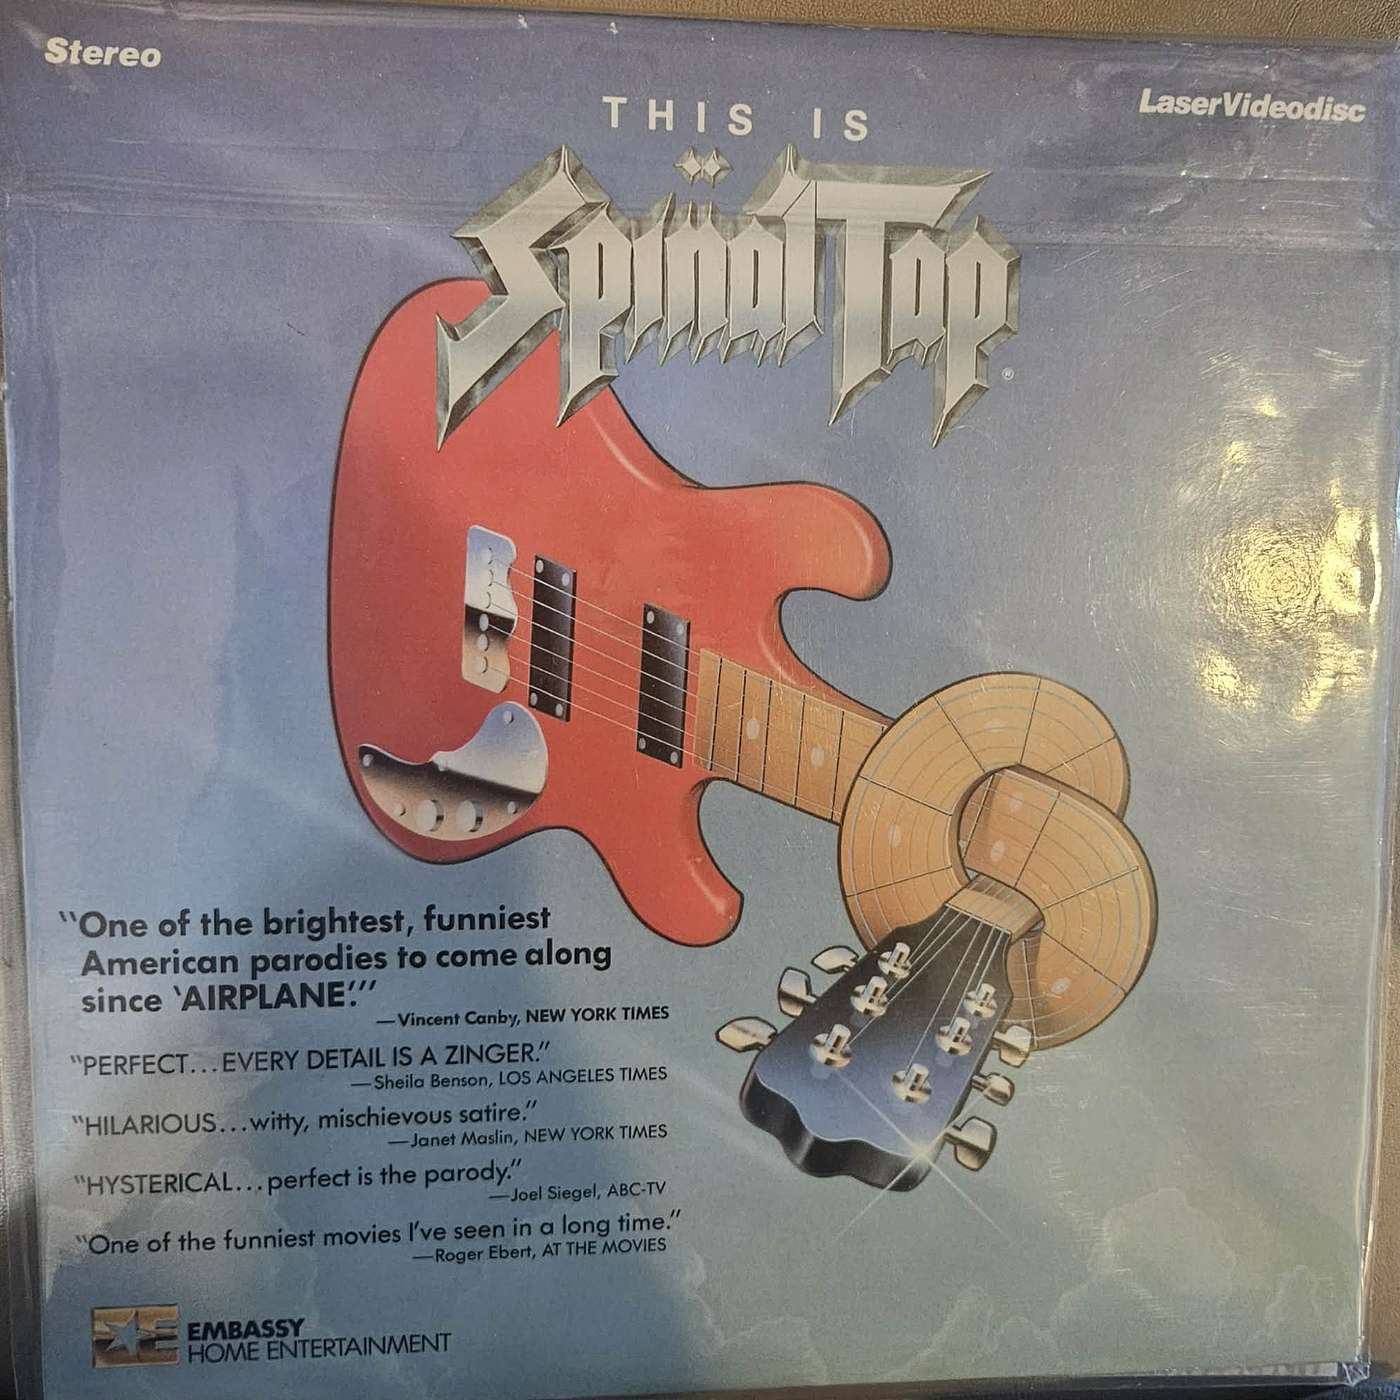 Stereo
LaserVideodisc
THIS IS
Spın̈al Tap
®
"One of the brightest, funniest
American parodies to come along
since 'AIRPLANE!'"
—Vincent Canby, NEW YORK TIMES
"PERFECT...EVERY DETAIL IS A ZINGER."
—Sheila Benson, LOS ANGELES TIMES
"HILARIOUS...witty, mischievous satire."
—Janet Maslin, NEW YORK TIMES
"HYSTERICAL...perfect is the parody."
—Joel Siegel, ABC-TV
"One of the funniest movies I've seen in a long time."
—Roger Ebert, AT THE MOVIES
EMBASSY
HOME ENTERTAINMENT